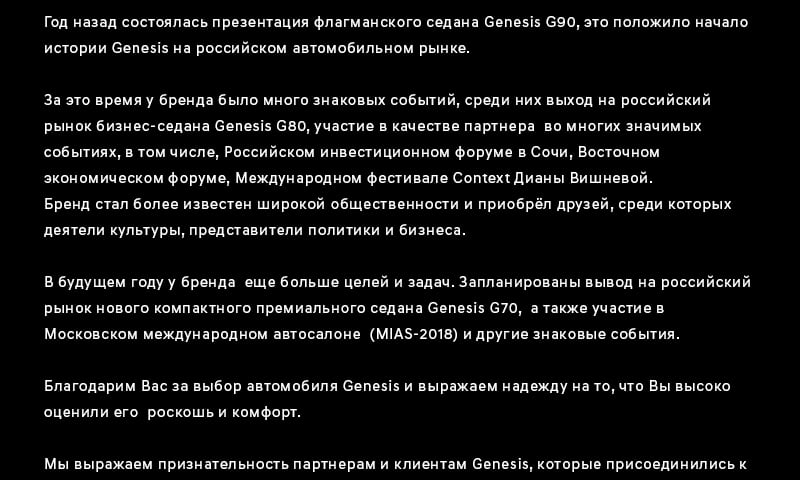 Год назад состоялась презентация флагманского седана Genesis G90, это положило начало
истории Genesis на российском автомобильном рынке.
За это время у бренда было много знаковых событий, среди них выход на российский
рынок бизнес-седана Genesis G80, участие в качестве партнера во многих значимых
событиях, в том числе, Российском инвестиционном форуме в Сочи, Восточном
экономическом форуме, Международном фестивале Context Дианы Вишневой.
Бренд стал более известен широкой общественности и приобрёл друзей, среди которых
деятели культуры, представители политики и бизнеса.
В будущем году у бренда еще больше целей и задач. Запланированы вывод на российский
рынок нового компактного премиального седана Genesis G70, а также участие в
Московском международном автосалоне (MIAS-2018) и другие знаковые события.
Благодарим Вас за выбор автомобиля Genesis и выражаем надежду на то, что Вы высоко
оценили его роскошь и комфорт.
Мы выражаем признательность партнерам и клиентам Genesis, которые присоединились к